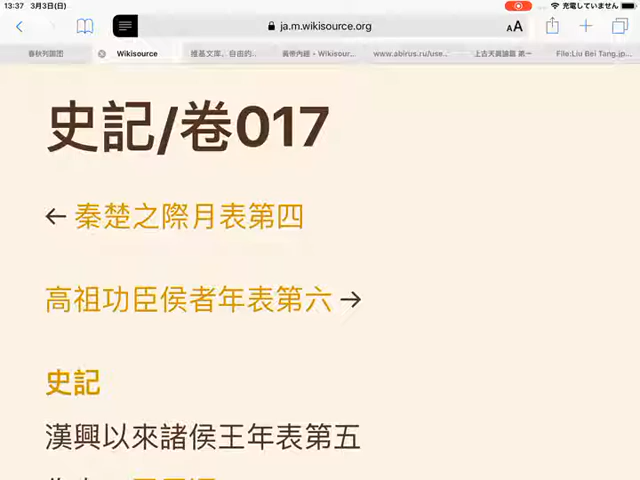 13:37 3月3日(日) 充電していません
ja.m.wikisource.org AA
春秋列國图 Wikisource 維基文庫，自由的... 黃帝內經 - Wikisour... www.abirus.ru/use... 上古天真論篇 第一 File:Liu Bei Tang.jp...
史記/卷017
← 秦楚之際月表第四
高祖功臣侯者年表第六 →
史記
漢興以來諸侯王年表第五